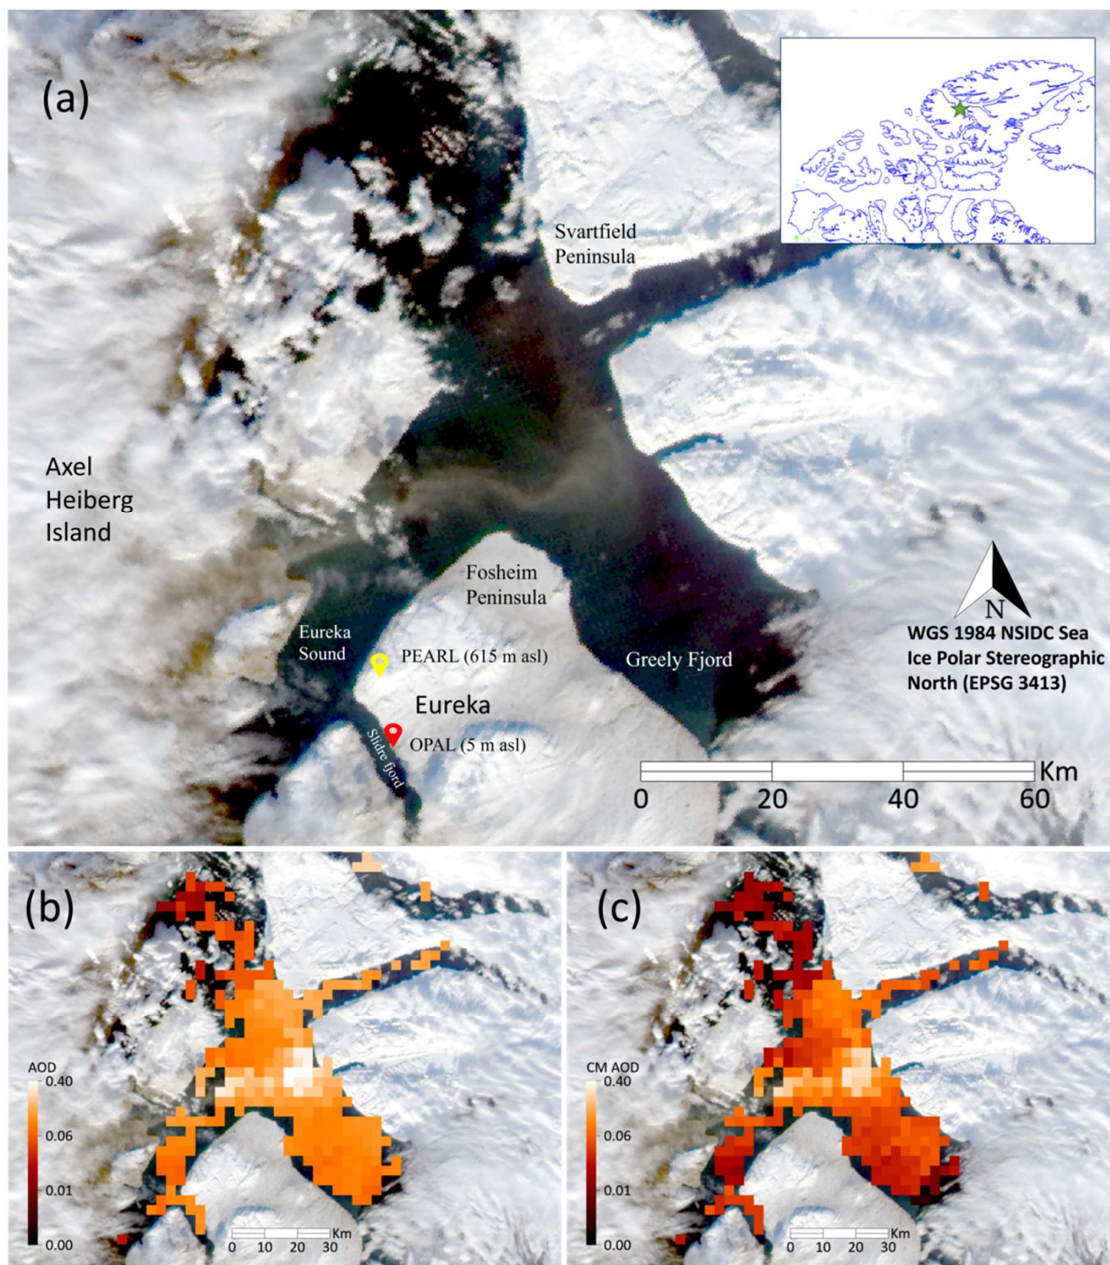 (a)
Svartfield
Peninsula
Axel
Heiberg
Island
Fosheim
Peninsula
Eureka
Sound
PEARL (615 m asl)
Greely Fjord
Eureka
OPAL (5 m asl)
Slidre fjord
N
WGS 1984 NSIDC Sea
Ice Polar Stereographic
North (EPSG 3413)
Km
0 20 40 60
(b)
AOD
0.40
0.06
0.01
0.00
Km
0 10 20 30
(c)
CM AOD
0.40
0.06
0.01
0.00
Km
0 10 20 30